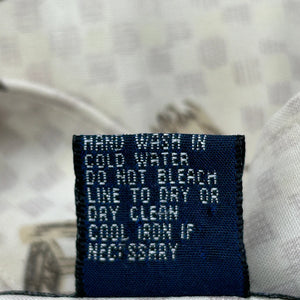 HAND WASH IN
COLD WATER
DO NOT BLEACH
LINE TO DRY OR
DRY CLEAN
COOL IRON IF
NECESSARY